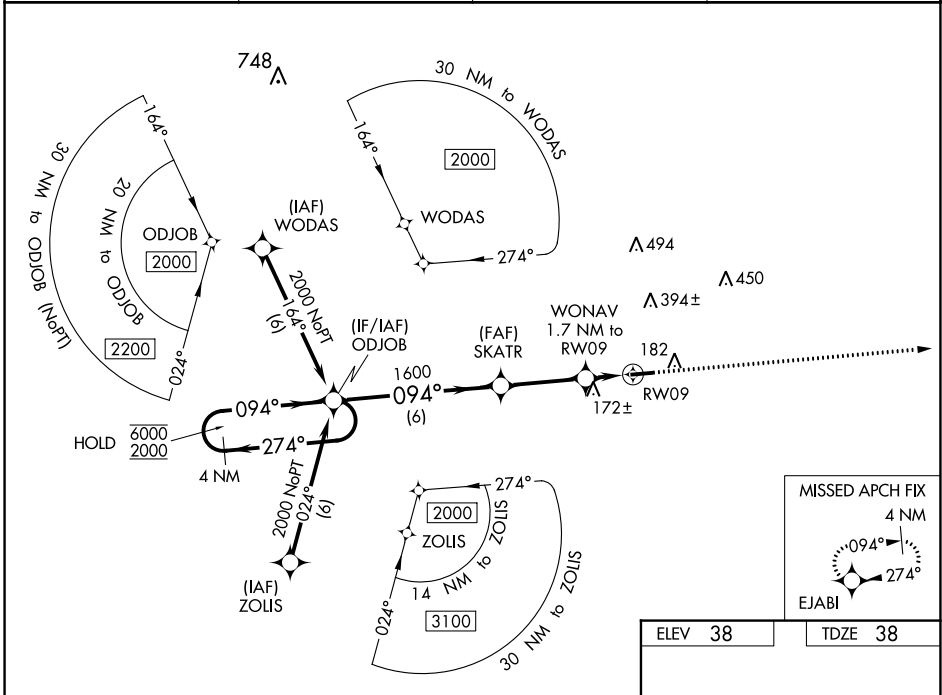 748
30 NM to WODAS
164°
2000
WODAS
274°
164°
30 NM to ODJOB (NoPT)
20 NM to ODJOB
ODJOB
2000
2200
024°
(IAF)
WODAS
2000 NoPT
164°
(6)
(IF/IAF)
ODJOB
494
450
394±
WONAV
1.7 NM to
RW09
(FAF)
SKATR
182
RW09
172±
1600
094°
(6)
094°
HOLD 6000
2000
274°
4 NM
2000 NoPT
024°
(6)
(IAF)
ZOLIS
274°
2000
ZOLIS
14 NM to ZOLIS
024°
3100
30 NM to ZOLIS
MISSED APCH FIX
4 NM
094°
274°
EJABI
ELEV 38
TDZE 38